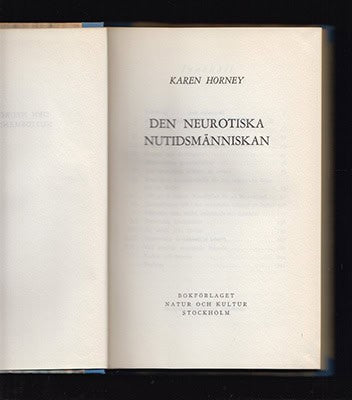 KAREN HORNEY
DEN NEUROTISKA
NUTIDSMÄNNISKAN
BOKFÖRLAGET
NATUR OCH KULTUR
STOCKHOLM